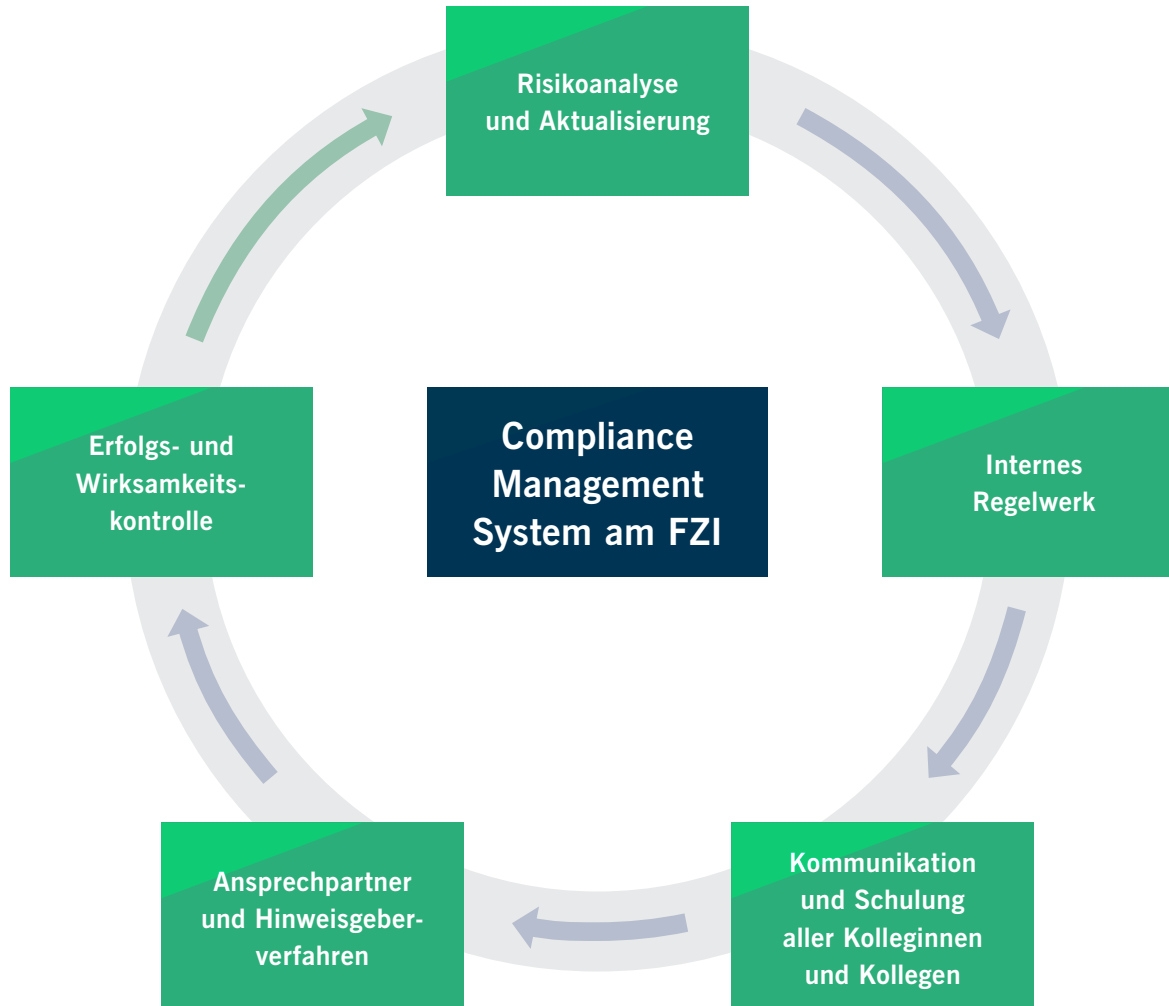 Risikoanalyse
und Aktualisierung
Erfolgs- und
Wirksamkeits-
kontrolle
Compliance
Management
System am FZI
Internes
Regelwerk
Ansprechpartner
und Hinweisgeber-
verfahren
Kommunikation
und Schulung
aller Kolleginnen
und Kollegen